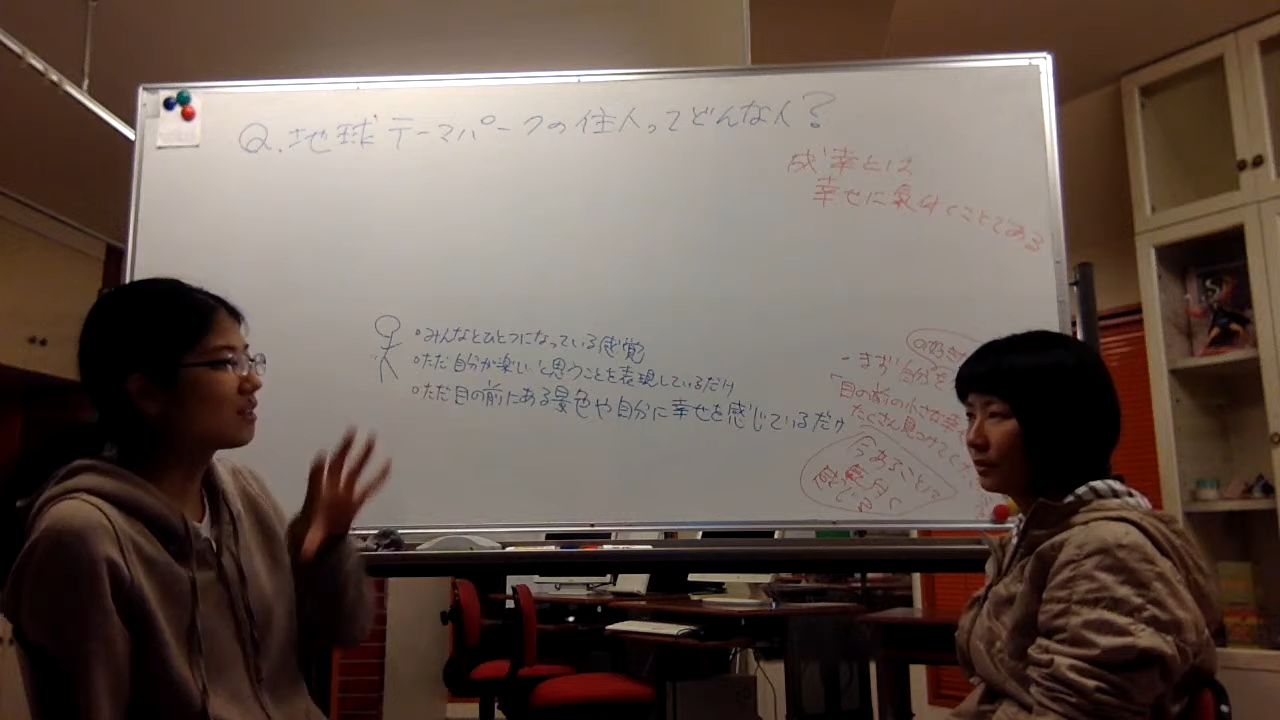 Q.地球テーマパークの住人ってどんな人?
成幸とは
幸せに氣付くことである
・みんなとひとつになっている感覚
・ただ自分が楽しいと思うことを表現しているだけ
・ただ目の前にある景色や自分に幸せを感じているだけ
まず自分を
目の前の小さな幸
たくさん見つけて
今あることに